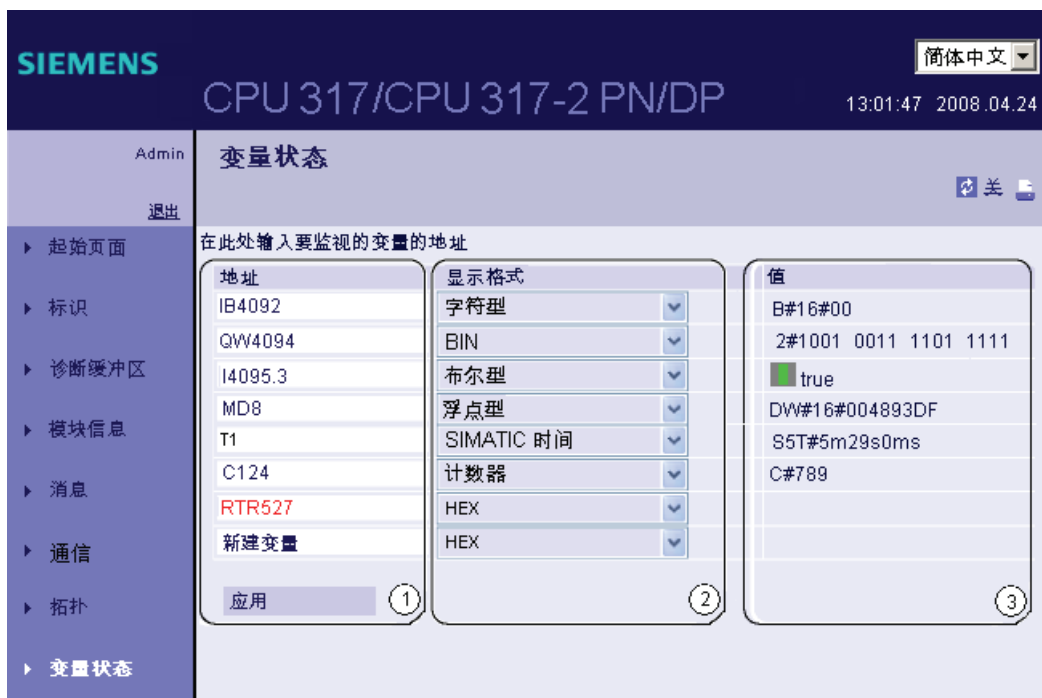 SIEMENS
简体中文
CPU 317/CPU 317-2 PN/DP
13:01:47 2008.04.24
Admin
变量状态
关
退出
起始页面
标识
诊断缓冲区
模块信息
消息
通信
拓扑
变量状态
在此处输入要监视的变量的地址
地址 显示格式 值
IB4092 字符型 B#16#00
QW4094 BIN 2#1001 0011 1101 1111
I4095.3 布尔型 true
MD8 浮点型 DW#16#004893DF
T1 SIMATIC 时间 S5T#5m29s0ms
C124 计数器 C#789
RTR527 HEX
新建变量 HEX
应用 1 2 3